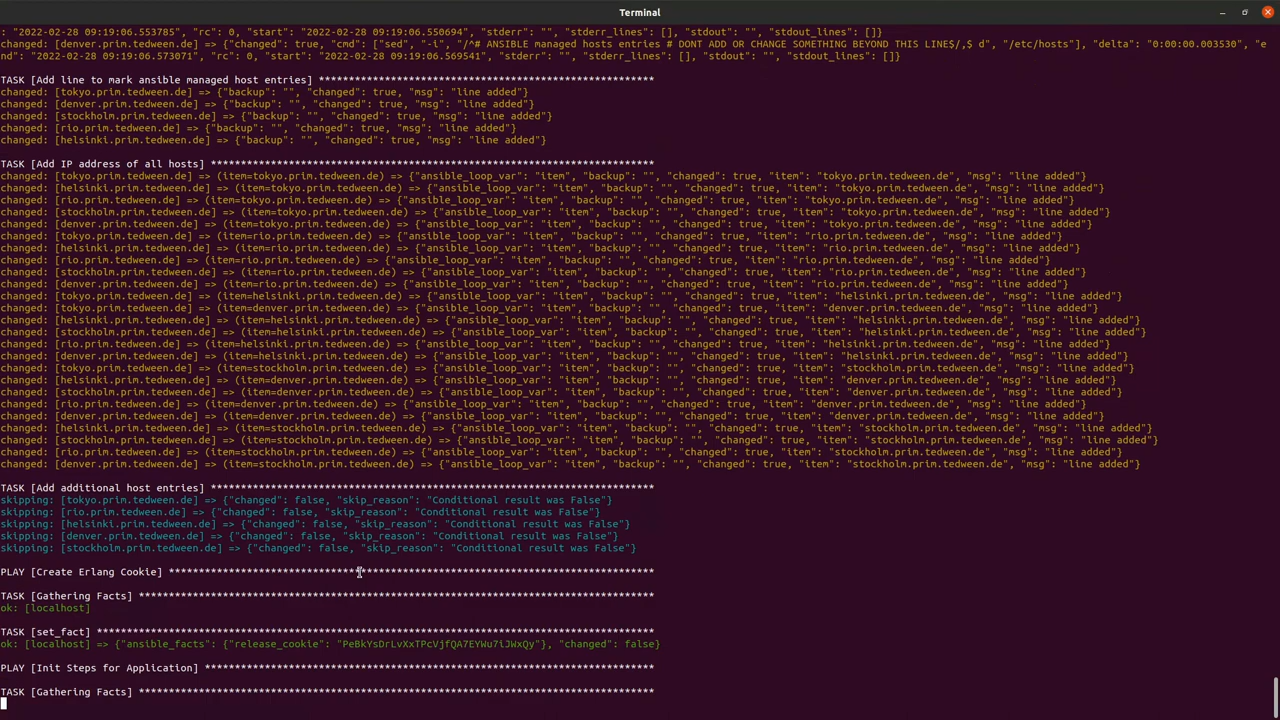 Terminal
: "2022-02-28 09:19:06.553785", "rc": 0, "start": "2022-02-28 09:19:06.550694", "stderr": "", "stderr_lines": [], "stdout": "", "stdout_lines": []}
changed: [denver.prim.tedween.de] => {"changed": true, "cmd": ["sed", "-i", "/^# ANSIBLE managed hosts entries # DONT ADD OR CHANGE SOMETHING BEYOND THIS LINE$/,$ d", "/etc/hosts"], "delta": "0:00:00.003530", "e
nd": "2022-02-28 09:19:06.573071", "rc": 0, "start": "2022-02-28 09:19:06.569541", "stderr": "", "stderr_lines": [], "stdout": "", "stdout_lines": []}
TASK [Add line to mark ansible managed host entries] ********************************************************
changed: [tokyo.prim.tedween.de] => {"backup": "", "changed": true, "msg": "line added"}
changed: [denver.prim.tedween.de] => {"backup": "", "changed": true, "msg": "line added"}
changed: [stockholm.prim.tedween.de] => {"backup": "", "changed": true, "msg": "line added"}
changed: [rio.prim.tedween.de] => {"backup": "", "changed": true, "msg": "line added"}
changed: [helsinki.prim.tedween.de] => {"backup": "", "changed": true, "msg": "line added"}
TASK [Add IP address of all hosts] **************************************************************************
changed: [tokyo.prim.tedween.de] => (item=tokyo.prim.tedween.de) => {"ansible_loop_var": "item", "backup": "", "changed": true, "item": "tokyo.prim.tedween.de", "msg": "line added"}
changed: [helsinki.prim.tedween.de] => (item=tokyo.prim.tedween.de) => {"ansible_loop_var": "item", "backup": "", "changed": true, "item": "tokyo.prim.tedween.de", "msg": "line added"}
changed: [rio.prim.tedween.de] => (item=tokyo.prim.tedween.de) => {"ansible_loop_var": "item", "backup": "", "changed": true, "item": "tokyo.prim.tedween.de", "msg": "line added"}
changed: [stockholm.prim.tedween.de] => (item=tokyo.prim.tedween.de) => {"ansible_loop_var": "item", "backup": "", "changed": true, "item": "tokyo.prim.tedween.de", "msg": "line added"}
changed: [denver.prim.tedween.de] => (item=tokyo.prim.tedween.de) => {"ansible_loop_var": "item", "backup": "", "changed": true, "item": "tokyo.prim.tedween.de", "msg": "line added"}
changed: [tokyo.prim.tedween.de] => (item=rio.prim.tedween.de) => {"ansible_loop_var": "item", "backup": "", "changed": true, "item": "rio.prim.tedween.de", "msg": "line added"}
changed: [helsinki.prim.tedween.de] => (item=rio.prim.tedween.de) => {"ansible_loop_var": "item", "backup": "", "changed": true, "item": "rio.prim.tedween.de", "msg": "line added"}
changed: [rio.prim.tedween.de] => (item=rio.prim.tedween.de) => {"ansible_loop_var": "item", "backup": "", "changed": true, "item": "rio.prim.tedween.de", "msg": "line added"}
changed: [stockholm.prim.tedween.de] => (item=rio.prim.tedween.de) => {"ansible_loop_var": "item", "backup": "", "changed": true, "item": "rio.prim.tedween.de", "msg": "line added"}
changed: [denver.prim.tedween.de] => (item=rio.prim.tedween.de) => {"ansible_loop_var": "item", "backup": "", "changed": true, "item": "rio.prim.tedween.de", "msg": "line added"}
changed: [tokyo.prim.tedween.de] => (item=helsinki.prim.tedween.de) => {"ansible_loop_var": "item", "backup": "", "changed": true, "item": "helsinki.prim.tedween.de", "msg": "line added"}
changed: [tokyo.prim.tedween.de] => (item=denver.prim.tedween.de) => {"ansible_loop_var": "item", "backup": "", "changed": true, "item": "denver.prim.tedween.de", "msg": "line added"}
changed: [helsinki.prim.tedween.de] => (item=helsinki.prim.tedween.de) => {"ansible_loop_var": "item", "backup": "", "changed": true, "item": "helsinki.prim.tedween.de", "msg": "line added"}
changed: [stockholm.prim.tedween.de] => (item=helsinki.prim.tedween.de) => {"ansible_loop_var": "item", "backup": "", "changed": true, "item": "helsinki.prim.tedween.de", "msg": "line added"}
changed: [rio.prim.tedween.de] => (item=helsinki.prim.tedween.de) => {"ansible_loop_var": "item", "backup": "", "changed": true, "item": "helsinki.prim.tedween.de", "msg": "line added"}
changed: [denver.prim.tedween.de] => (item=helsinki.prim.tedween.de) => {"ansible_loop_var": "item", "backup": "", "changed": true, "item": "helsinki.prim.tedween.de", "msg": "line added"}
changed: [tokyo.prim.tedween.de] => (item=stockholm.prim.tedween.de) => {"ansible_loop_var": "item", "backup": "", "changed": true, "item": "stockholm.prim.tedween.de", "msg": "line added"}
changed: [helsinki.prim.tedween.de] => (item=denver.prim.tedween.de) => {"ansible_loop_var": "item", "backup": "", "changed": true, "item": "denver.prim.tedween.de", "msg": "line added"}
changed: [stockholm.prim.tedween.de] => (item=denver.prim.tedween.de) => {"ansible_loop_var": "item", "backup": "", "changed": true, "item": "denver.prim.tedween.de", "msg": "line added"}
changed: [rio.prim.tedween.de] => (item=denver.prim.tedween.de) => {"ansible_loop_var": "item", "backup": "", "changed": true, "item": "denver.prim.tedween.de", "msg": "line added"}
changed: [denver.prim.tedween.de] => (item=denver.prim.tedween.de) => {"ansible_loop_var": "item", "backup": "", "changed": true, "item": "denver.prim.tedween.de", "msg": "line added"}
changed: [helsinki.prim.tedween.de] => (item=stockholm.prim.tedween.de) => {"ansible_loop_var": "item", "backup": "", "changed": true, "item": "stockholm.prim.tedween.de", "msg": "line added"}
changed: [stockholm.prim.tedween.de] => (item=stockholm.prim.tedween.de) => {"ansible_loop_var": "item", "backup": "", "changed": true, "item": "stockholm.prim.tedween.de", "msg": "line added"}
changed: [rio.prim.tedween.de] => (item=stockholm.prim.tedween.de) => {"ansible_loop_var": "item", "backup": "", "changed": true, "item": "stockholm.prim.tedween.de", "msg": "line added"}
changed: [denver.prim.tedween.de] => (item=stockholm.prim.tedween.de) => {"ansible_loop_var": "item", "backup": "", "changed": true, "item": "stockholm.prim.tedween.de", "msg": "line added"}
TASK [Add additional host entries] **************************************************************************
skipping: [tokyo.prim.tedween.de] => {"changed": false, "skip_reason": "Conditional result was False"}
skipping: [rio.prim.tedween.de] => {"changed": false, "skip_reason": "Conditional result was False"}
skipping: [helsinki.prim.tedween.de] => {"changed": false, "skip_reason": "Conditional result was False"}
skipping: [denver.prim.tedween.de] => {"changed": false, "skip_reason": "Conditional result was False"}
skipping: [stockholm.prim.tedween.de] => {"changed": false, "skip_reason": "Conditional result was False"}
PLAY [Create Erlang Cookie] *********************************************************************************
TASK [Gathering Facts] **************************************************************************************
ok: [localhost]
TASK [set_fact] *********************************************************************************************
ok: [localhost] => {"ansible_facts": {"release_cookie": "PeBkYsDrLvXxTPcVjfQA7EYWu7iJWxQy"}, "changed": false}
PLAY [Init Steps for Application] ***************************************************************************
TASK [Gathering Facts] **************************************************************************************